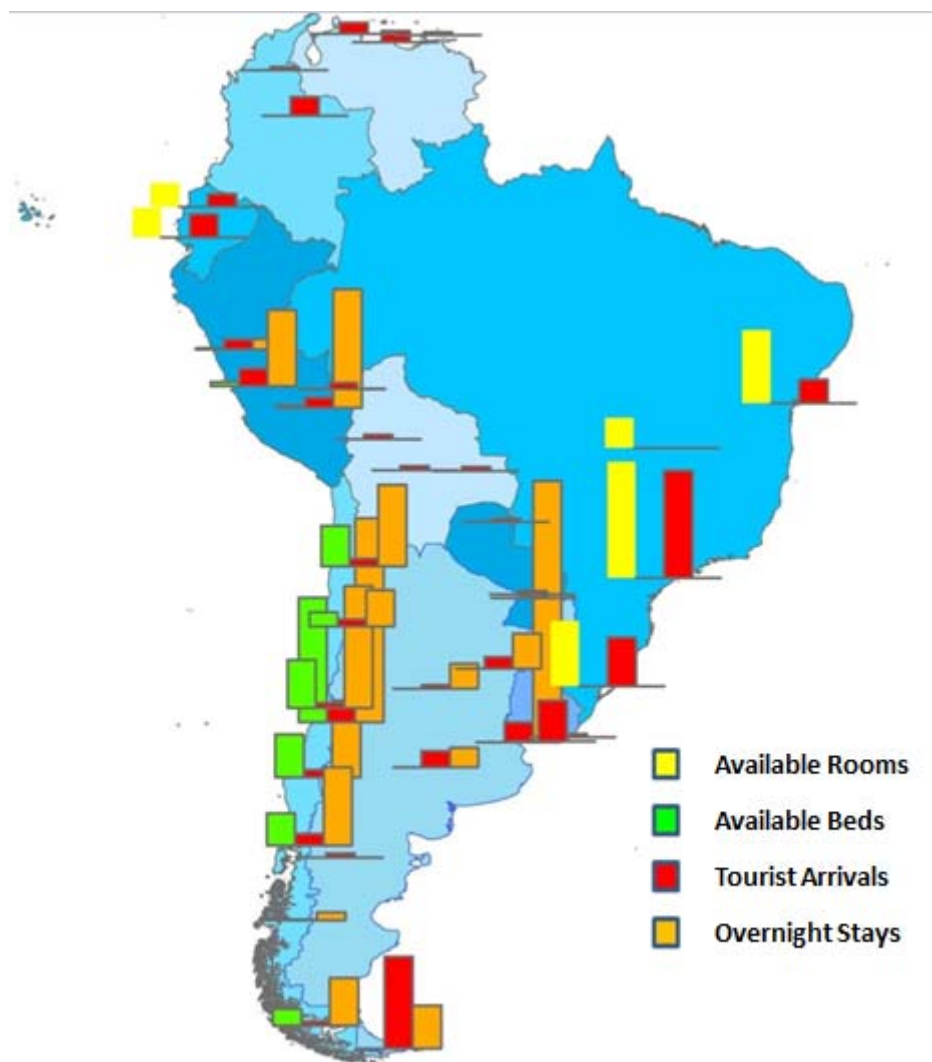 Available Rooms
Available Beds
Tourist Arrivals
Overnight Stays